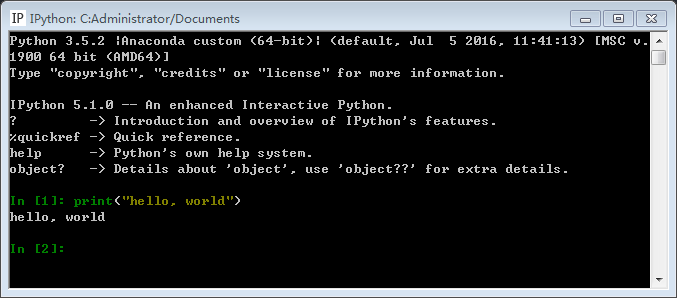 IP IPython: C:Administrator/Documents
Python 3.5.2 |Anaconda custom (64-bit)| (default, Jul  5 2016, 11:41:13) [MSC v.
1900 64 bit (AMD64)]
Type "copyright", "credits" or "license" for more information.
IPython 5.1.0 -- An enhanced Interactive Python.
?         -> Introduction and overview of IPython's features.
%quickref -> Quick reference.
help      -> Python's own help system.
object?   -> Details about 'object', use 'object??' for extra details.
In [1]: print("hello, world")
hello, world
In [2]: